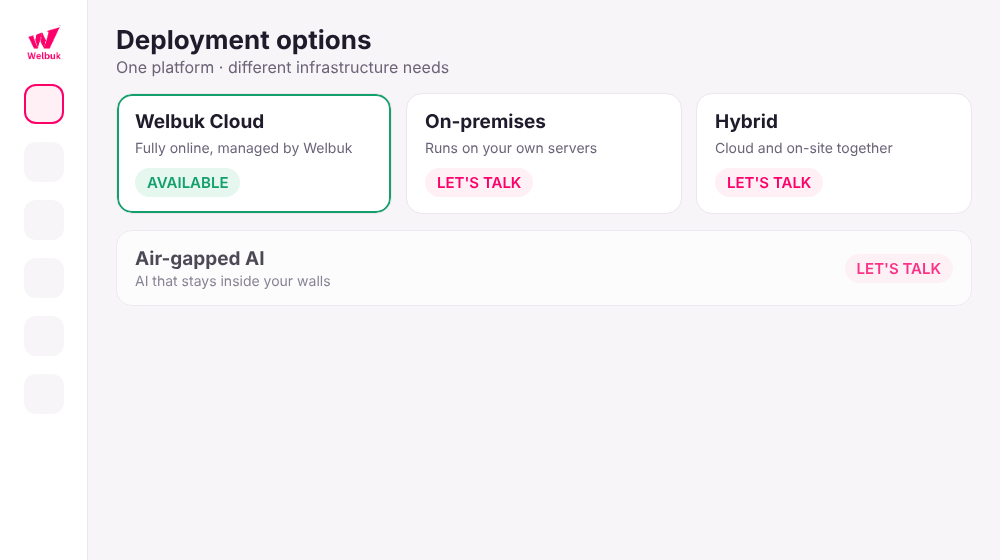 Welbuk
Deployment options
One platform · different infrastructure needs
Welbuk Cloud
Fully online, managed by Welbuk
AVAILABLE
On-premises
Runs on your own servers
LET'S TALK
Hybrid
Cloud and on-site together
LET'S TALK
Air-gapped AI
AI that stays inside your walls
LET'S TALK